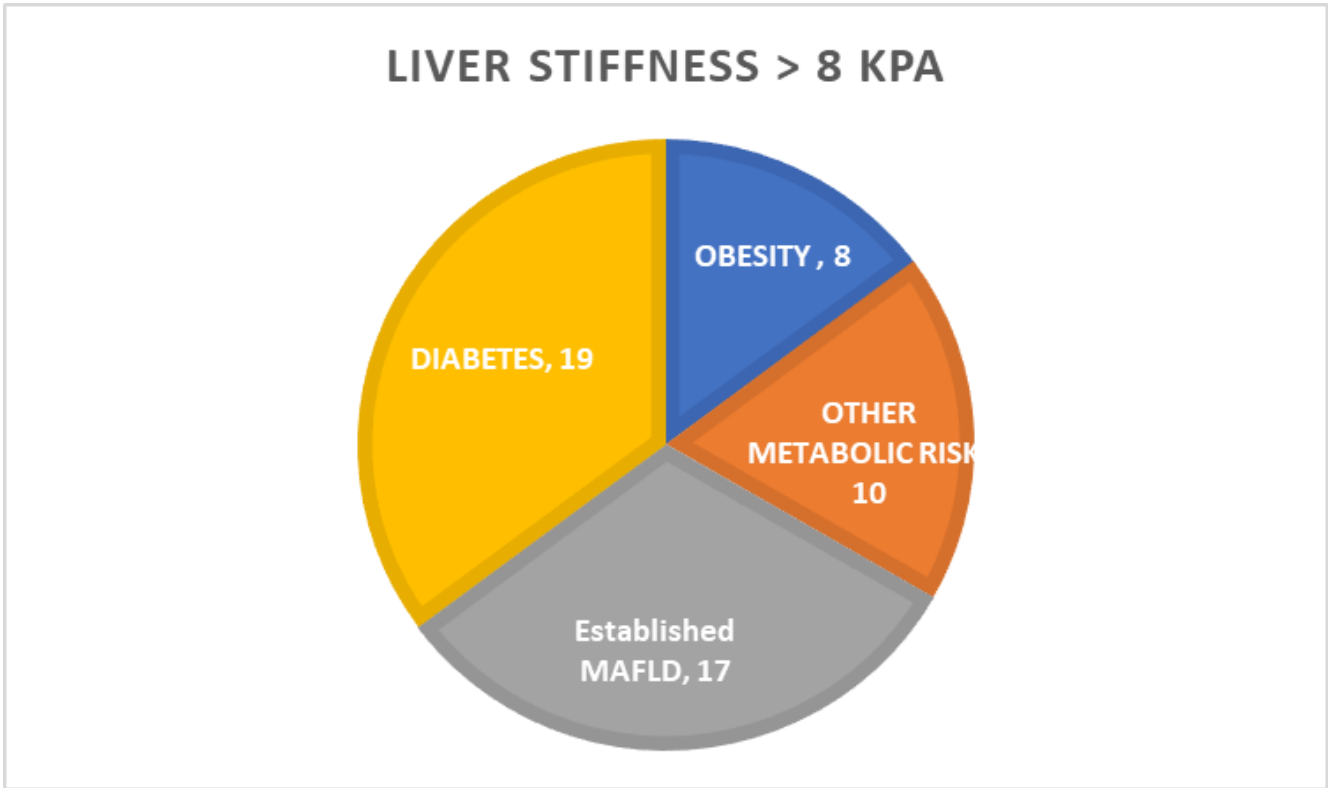 LIVER STIFFNESS > 8 KPA
OBESITY , 8
DIABETES, 19
OTHER
METABOLIC RISK
10
Established
MAFLD, 17